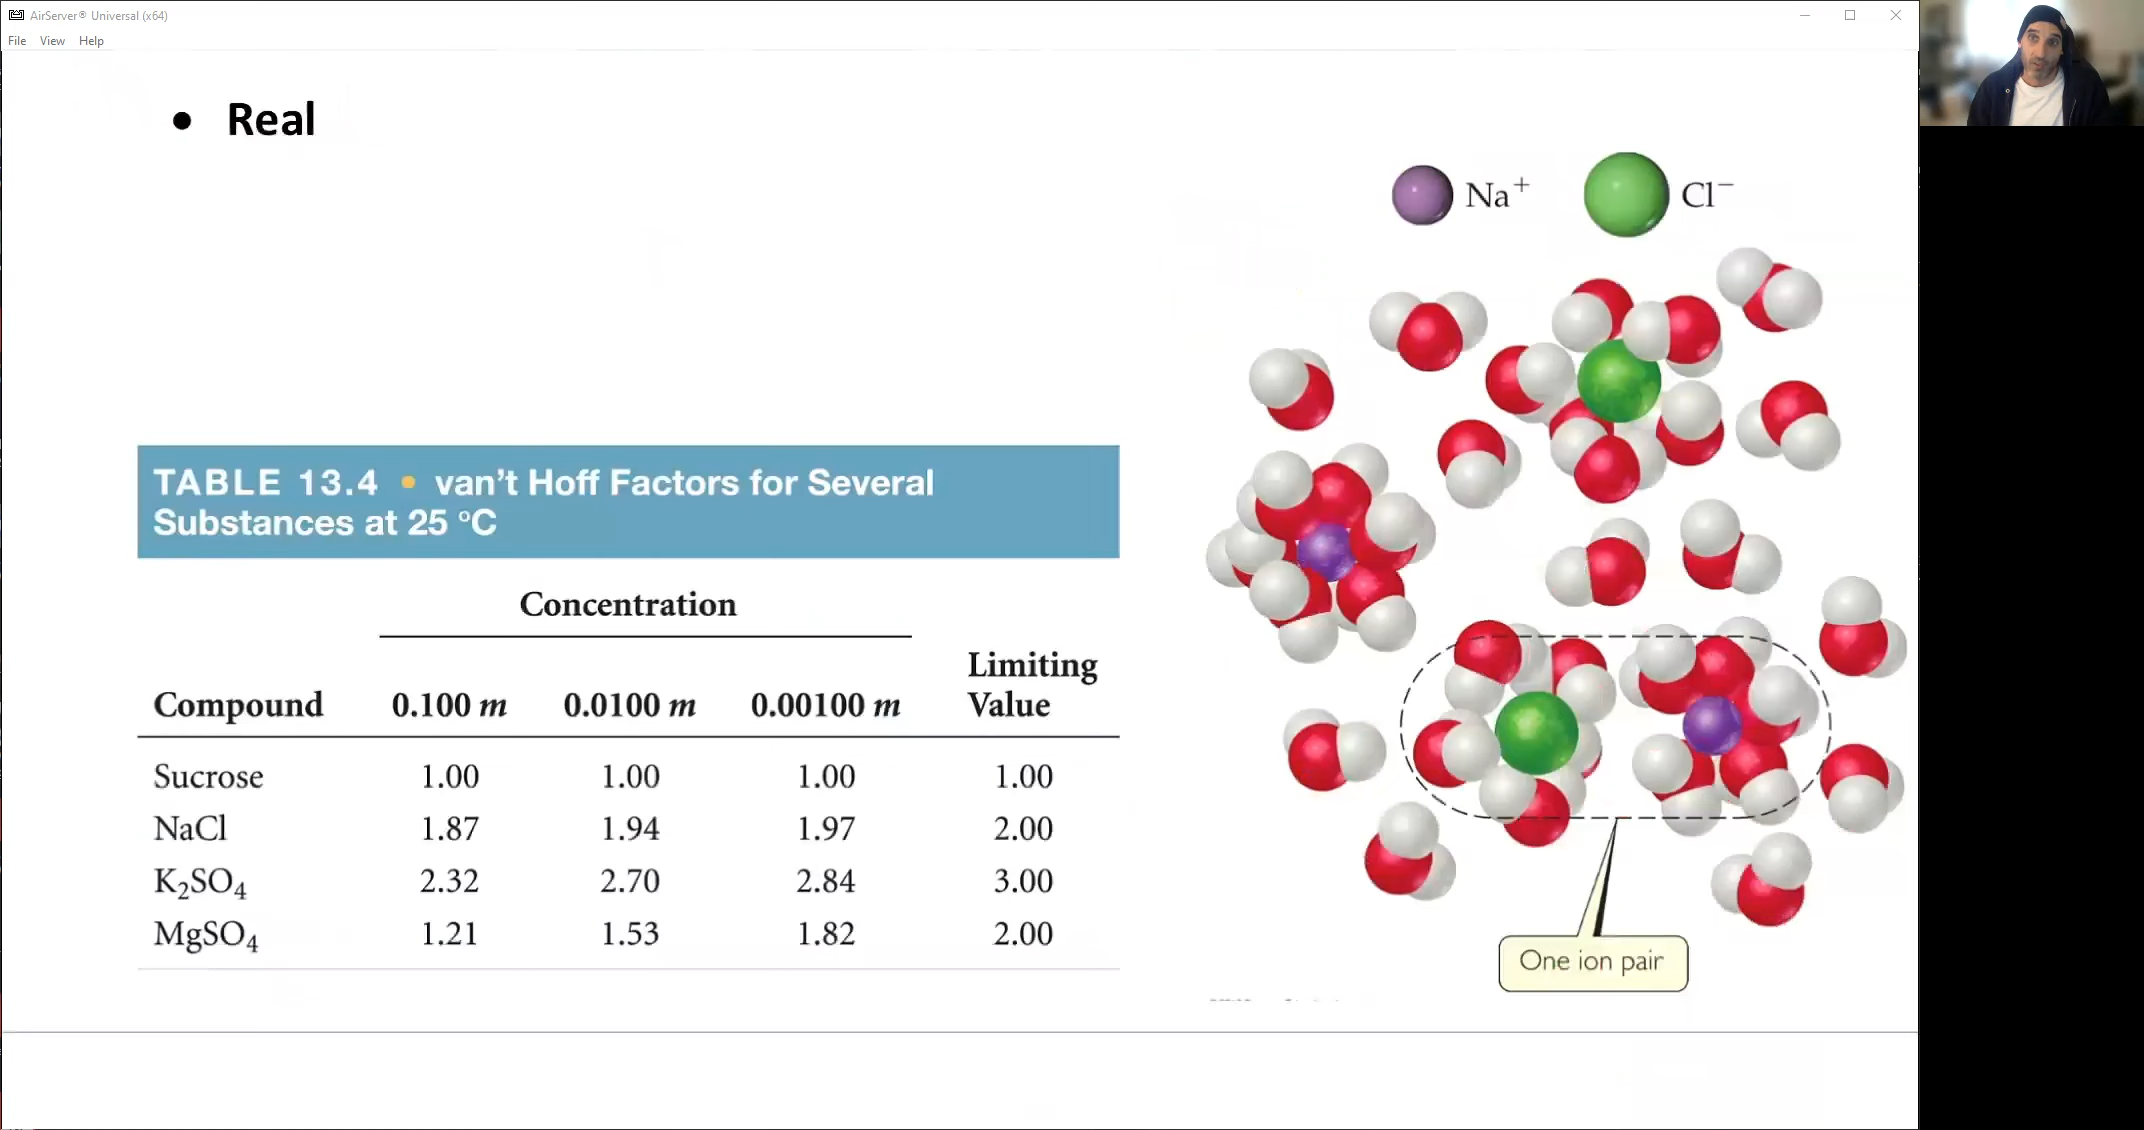 AirServer® Universal (x64)
File View Help
• Real
Na⁺ Cl⁻
TABLE 13.4 • van't Hoff Factors for Several
Substances at 25 °C
Concentration
Compound 0.100 m 0.0100 m 0.00100 m Limiting Value
Sucrose 1.00 1.00 1.00 1.00
NaCl 1.87 1.94 1.97 2.00
K₂SO₄ 2.32 2.70 2.84 3.00
MgSO₄ 1.21 1.53 1.82 2.00
One ion pair